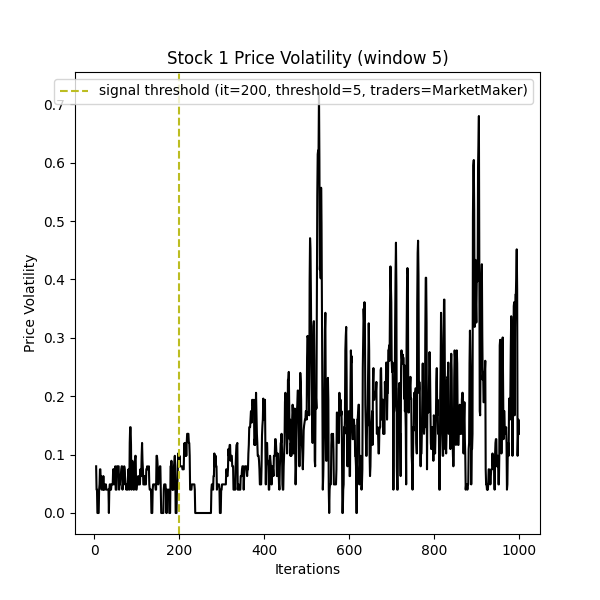 Stock 1 Price Volatility (window 5)
signal threshold (it=200, threshold=5, traders=MarketMaker)
0.7
0.6
0.5
0.4
0.3
0.2
0.1
0.0
Price Volatility
0 200 400 600 800 1000
Iterations